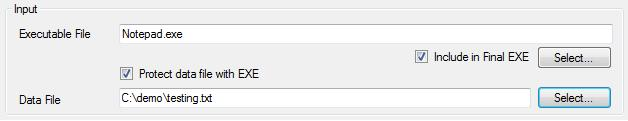 Input
Executable File Notepad.exe
Include in Final EXE Select...
Protect data file with EXE
Data File C:\demo\testing.txt Select...